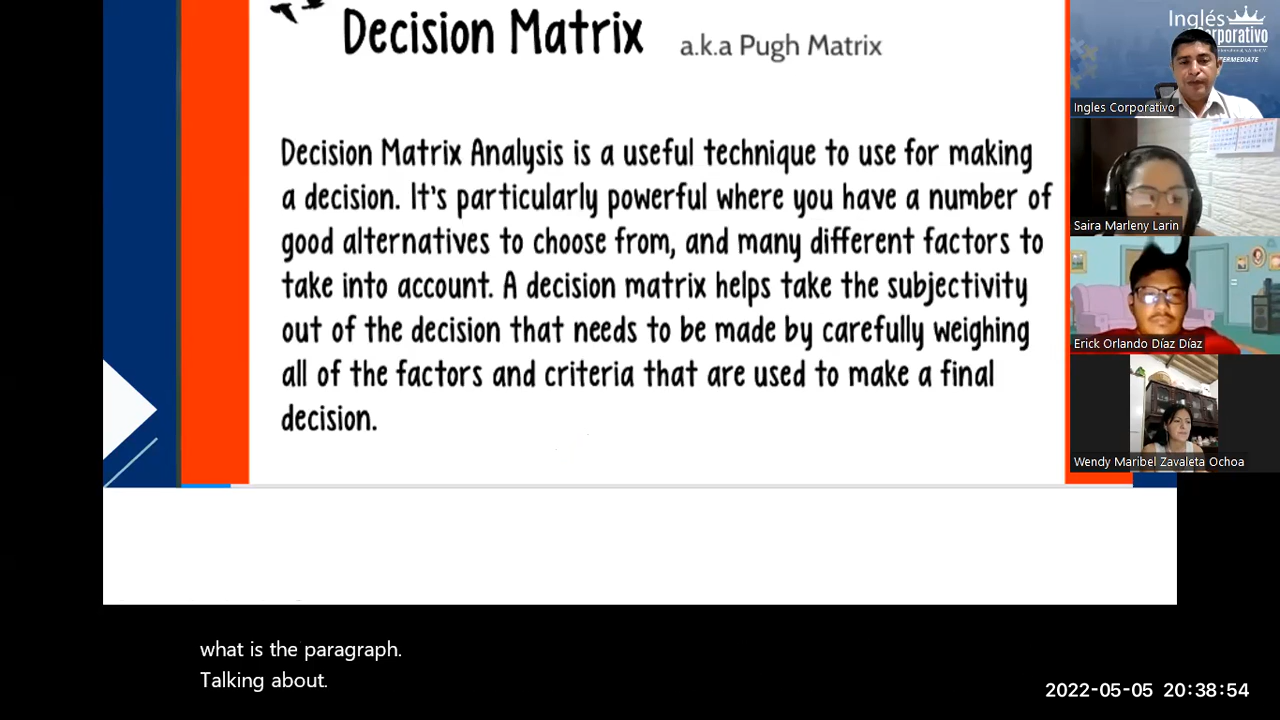 Decision Matrix a.k.a Pugh Matrix
Decision Matrix Analysis is a useful technique to use for making
a decision. It's particularly powerful where you have a number of
good alternatives to choose from, and many different factors to
take into account. A decision matrix helps take the subjectivity
out of the decision that needs to be made by carefully weighing
all of the factors and criteria that are used to make a final
decision.
Inglés
Corporativo
Ingles Corporativo
Saira Marleny Larin
Erick Orlando Díaz Díaz
Wendy Maribel Zavaleta Ochoa
what is the paragraph.
Talking about.
2022-05-05 20:38:54